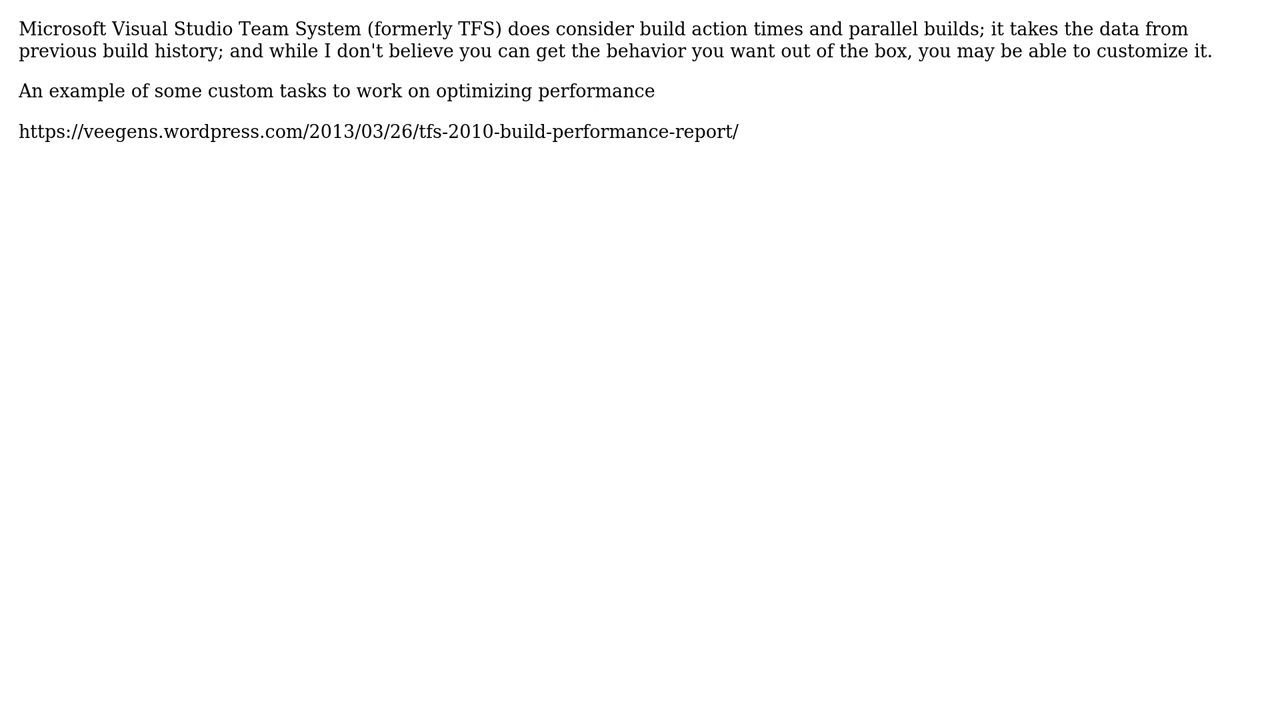 Microsoft Visual Studio Team System (formerly TFS) does consider build action times and parallel builds; it takes the data from
previous build history; and while I don't believe you can get the behavior you want out of the box, you may be able to customize it.
An example of some custom tasks to work on optimizing performance
https://veegens.wordpress.com/2013/03/26/tfs-2010-build-performance-report/